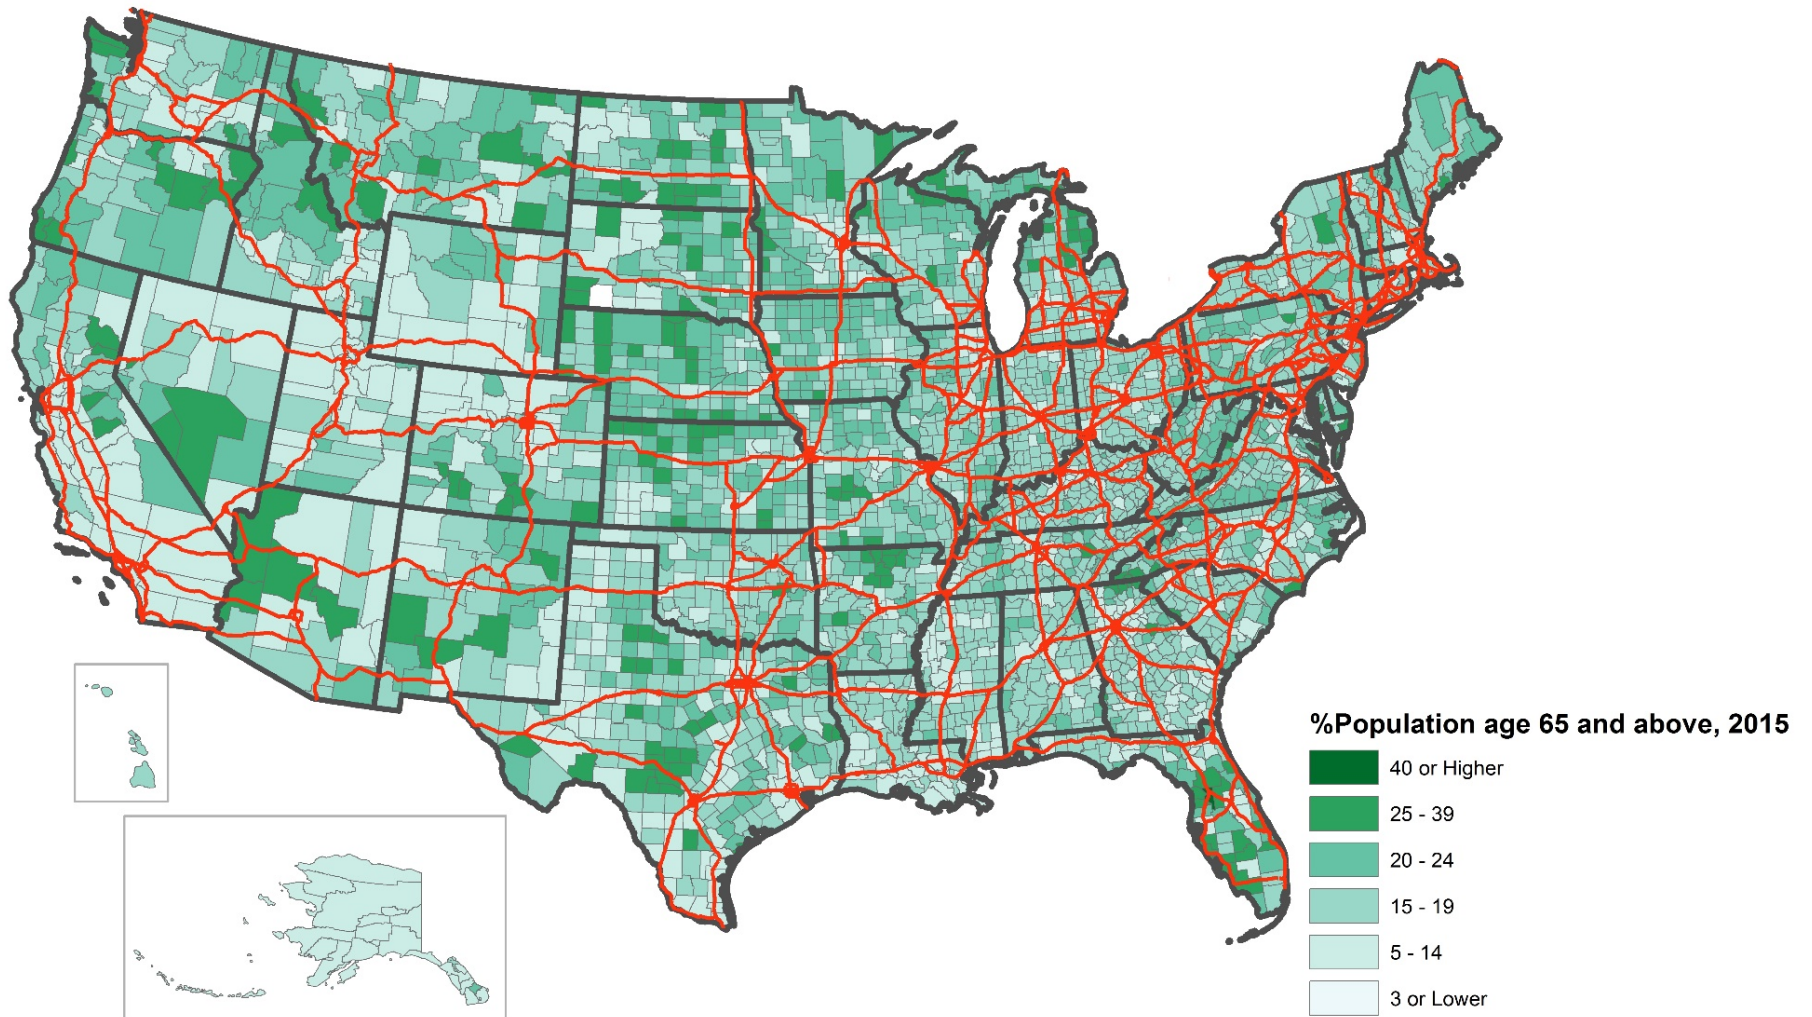 %Population age 65 and above, 2015
40 or Higher
25 - 39
20 - 24
15 - 19
5 - 14
3 or Lower